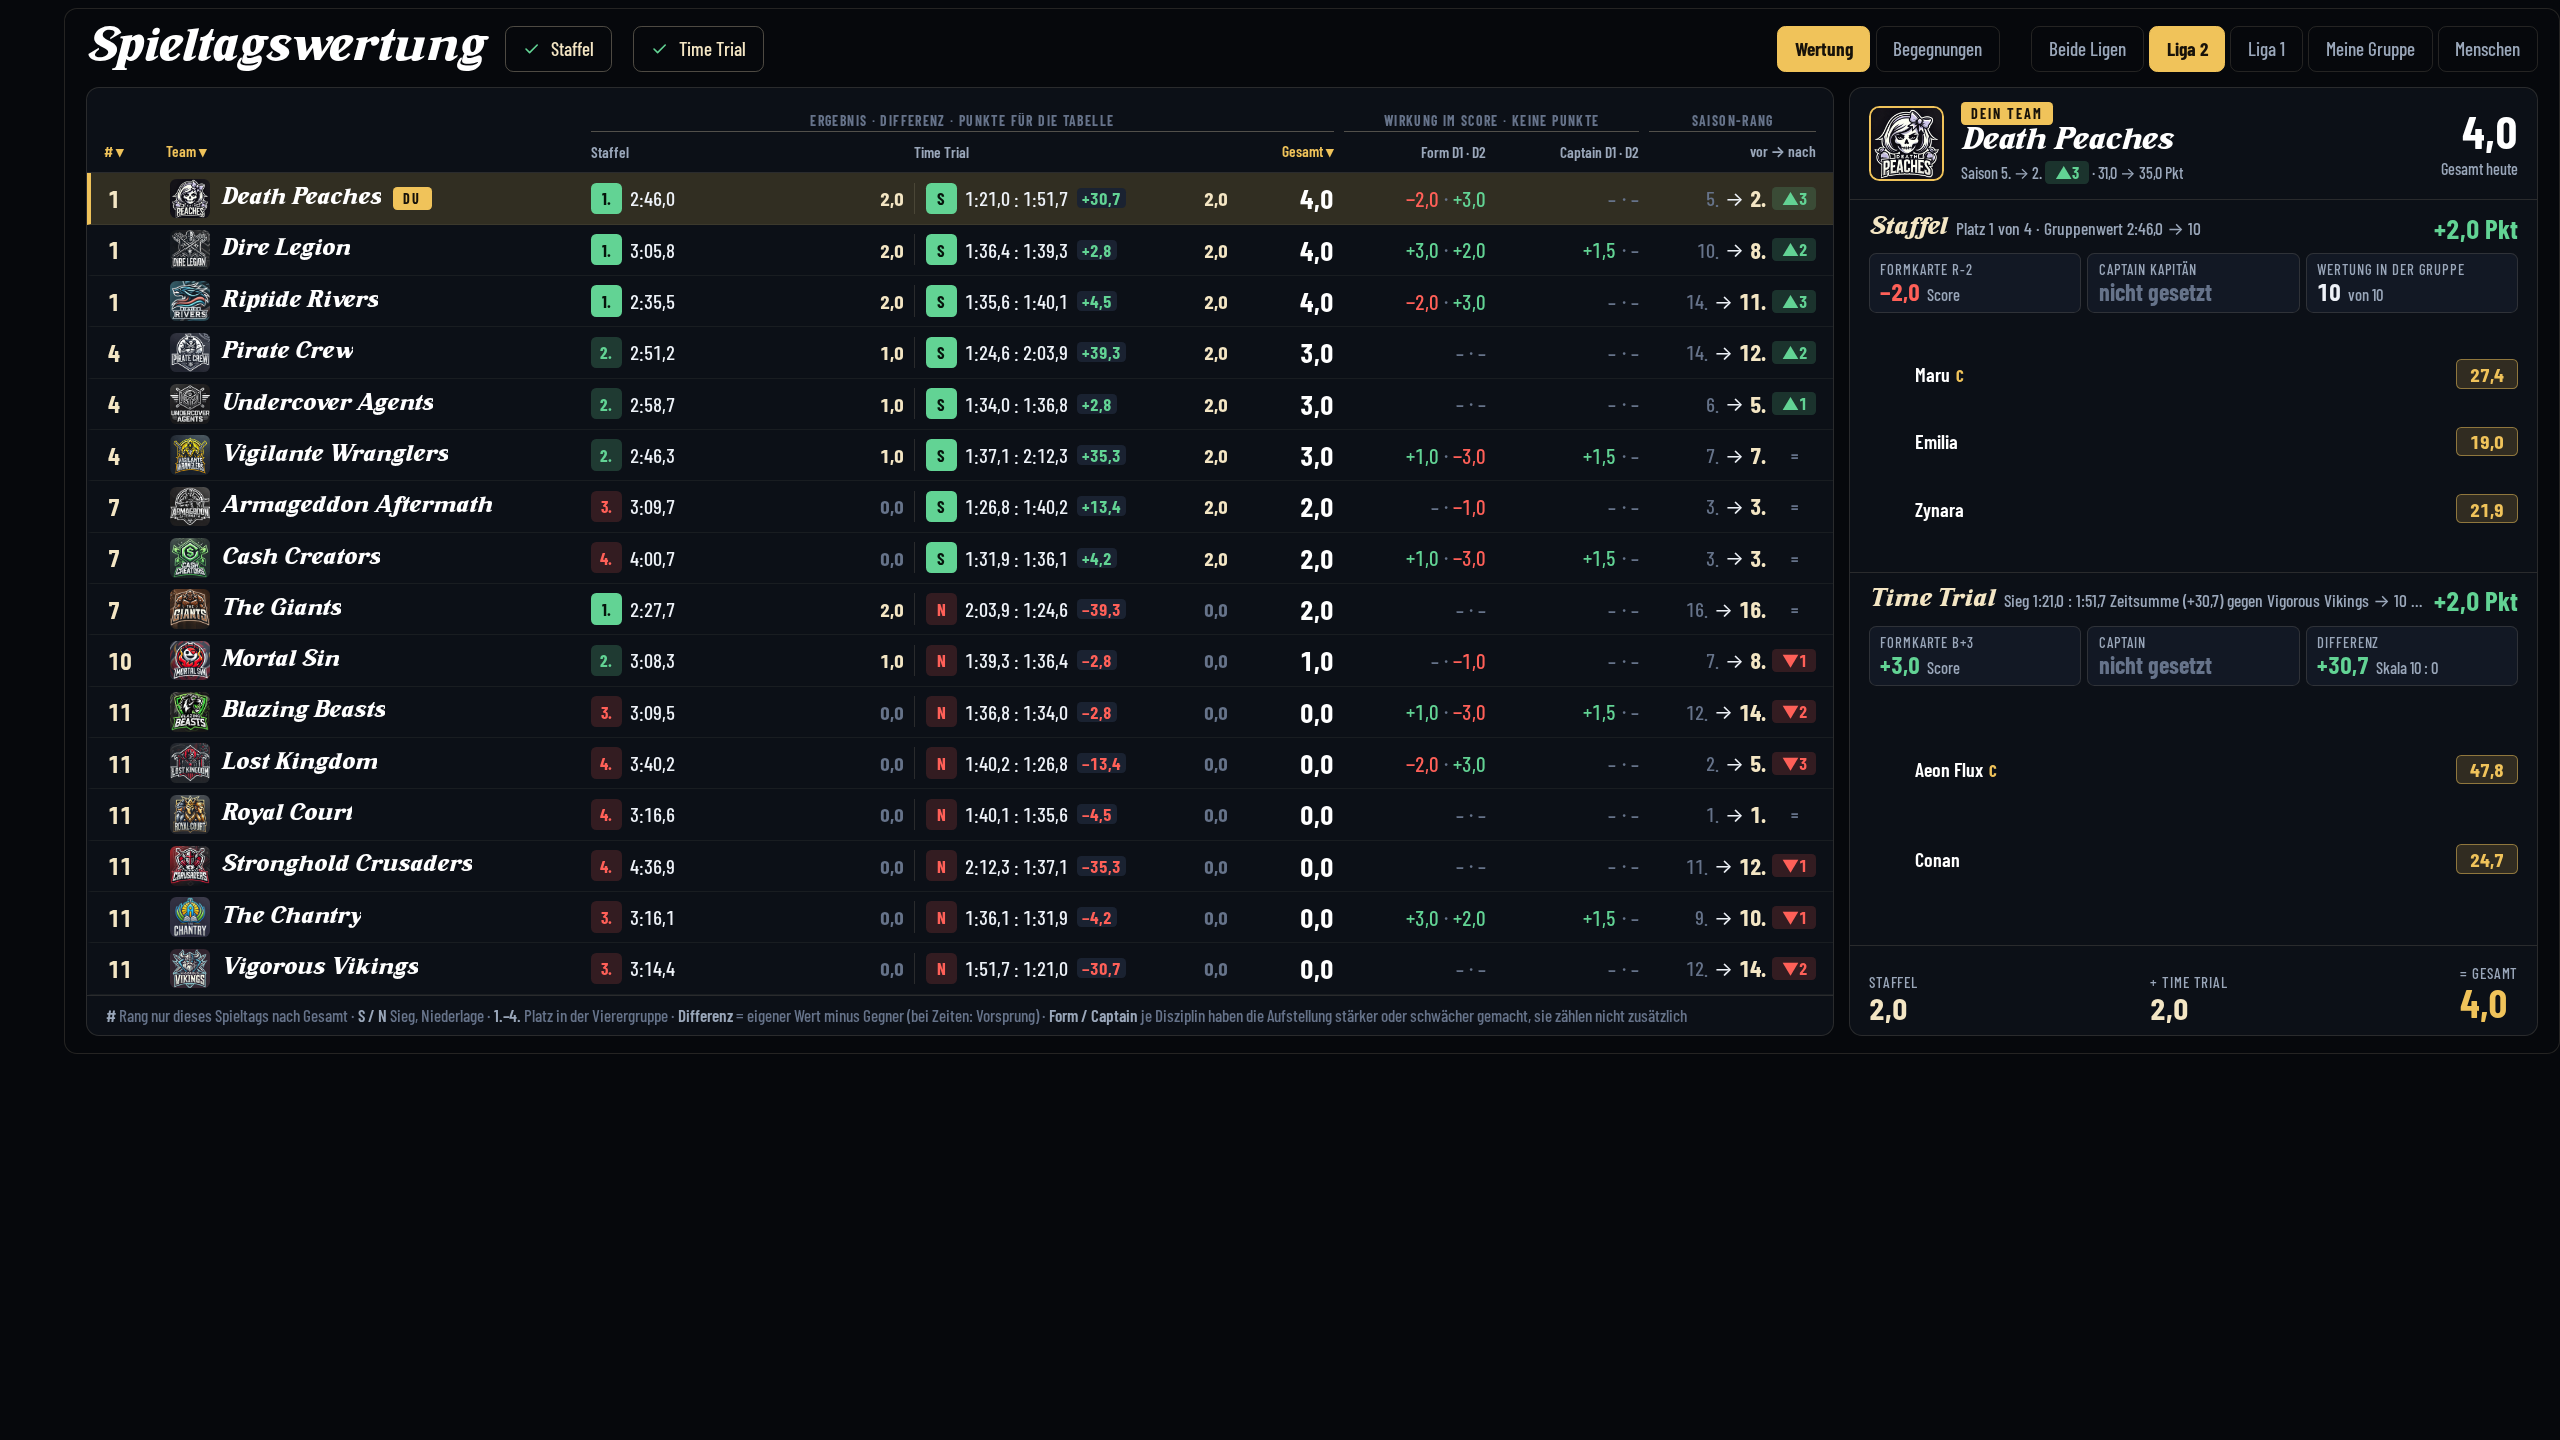 Spieltagswertung ✓ Staffel ✓ Time Trial Wertung Begegnungen Beide Ligen Liga 2 Liga 1 Meine Gruppe Menschen
ERGEBNIS · DIFFERENZ · PUNKTE FÜR DIE TABELLE WIRKUNG IM SCORE · KEINE PUNKTE SAISON-RANG
# ▾ Team ▾ Staffel Time Trial Gesamt ▾ Form D1 · D2 Captain D1 · D2 vor → nach
1 Death Peaches DU 1. 2:46,0 2,0 S 1:21,0 : 1:51,7 +30,7 2,0 4,0 −2,0 · +3,0 – · – 5. → 2. ▲3
1 Dire Legion 1. 3:05,8 2,0 S 1:36,4 : 1:39,3 +2,8 2,0 4,0 +3,0 · +2,0 +1,5 · – 10. → 8. ▲2
1 Riptide Rivers 1. 2:35,5 2,0 S 1:35,6 : 1:40,1 +4,5 2,0 4,0 −2,0 · +3,0 – · – 14. → 11. ▲3
4 Pirate Crew 2. 2:51,2 1,0 S 1:24,6 : 2:03,9 +39,3 2,0 3,0 – · – – · – 14. → 12. ▲2
4 Undercover Agents 2. 2:58,7 1,0 S 1:34,0 : 1:36,8 +2,8 2,0 3,0 – · – – · – 6. → 5. ▲1
4 Vigilante Wranglers 2. 2:46,3 1,0 S 1:37,1 : 2:12,3 +35,3 2,0 3,0 +1,0 · −3,0 +1,5 · – 7. → 7. =
7 Armageddon Aftermath 3. 3:09,7 0,0 S 1:26,8 : 1:40,2 +13,4 2,0 2,0 – · −1,0 – · – 3. → 3. =
7 Cash Creators 4. 4:00,7 0,0 S 1:31,9 : 1:36,1 +4,2 2,0 2,0 +1,0 · −3,0 +1,5 · – 3. → 3. =
7 The Giants 1. 2:27,7 2,0 N 2:03,9 : 1:24,6 −39,3 0,0 2,0 – · – – · – 16. → 16. =
10 Mortal Sin 2. 3:08,3 1,0 N 1:39,3 : 1:36,4 −2,8 0,0 1,0 – · −1,0 – · – 7. → 8. ▼1
11 Blazing Beasts 3. 3:09,5 0,0 N 1:36,8 : 1:34,0 −2,8 0,0 0,0 +1,0 · −3,0 +1,5 · – 12. → 14. ▼2
11 Lost Kingdom 4. 3:40,2 0,0 N 1:40,2 : 1:26,8 −13,4 0,0 0,0 −2,0 · +3,0 – · – 2. → 5. ▼3
11 Royal Court 4. 3:16,6 0,0 N 1:40,1 : 1:35,6 −4,5 0,0 0,0 – · – – · – 1. → 1. =
11 Stronghold Crusaders 4. 4:36,9 0,0 N 2:12,3 : 1:37,1 −35,3 0,0 0,0 – · – – · – 11. → 12. ▼1
11 The Chantry 3. 3:16,1 0,0 N 1:36,1 : 1:31,9 −4,2 0,0 0,0 +3,0 · +2,0 +1,5 · – 9. → 10. ▼1
11 Vigorous Vikings 3. 3:14,4 0,0 N 1:51,7 : 1:21,0 −30,7 0,0 0,0 – · – – · – 12. → 14. ▼2
# Rang nur dieses Spieltags nach Gesamt · S / N Sieg, Niederlage · 1.–4. Platz in der Vierergruppe · Differenz = eigener Wert minus Gegner (bei Zeiten: Vorsprung) · Form / Captain je Disziplin haben die Aufstellung stärker oder schwächer gemacht, sie zählen nicht zusätzlich
DEIN TEAM
Death Peaches 4,0
Saison 5. → 2. ▲3 · 31,0 → 35,0 Pkt Gesamt heute
Staffel Platz 1 von 4 · Gruppenwert 2:46,0 → 10 +2,0 Pkt
FORMKARTE R-2 CAPTAIN KAPITÄN WERTUNG IN DER GRUPPE
−2,0 Score nicht gesetzt 10 von 10
Maru C 27,4
Emilia 19,0
Zynara 21,9
Time Trial Sieg 1:21,0 : 1:51,7 Zeitsumme (+30,7) gegen Vigorous Vikings → 10 ... +2,0 Pkt
FORMKARTE B+3 CAPTAIN DIFFERENZ
+3,0 Score nicht gesetzt +30,7 Skala 10 : 0
Aeon Flux C 47,8
Conan 24,7
STAFFEL + TIME TRIAL = GESAMT
2,0 2,0 4,0